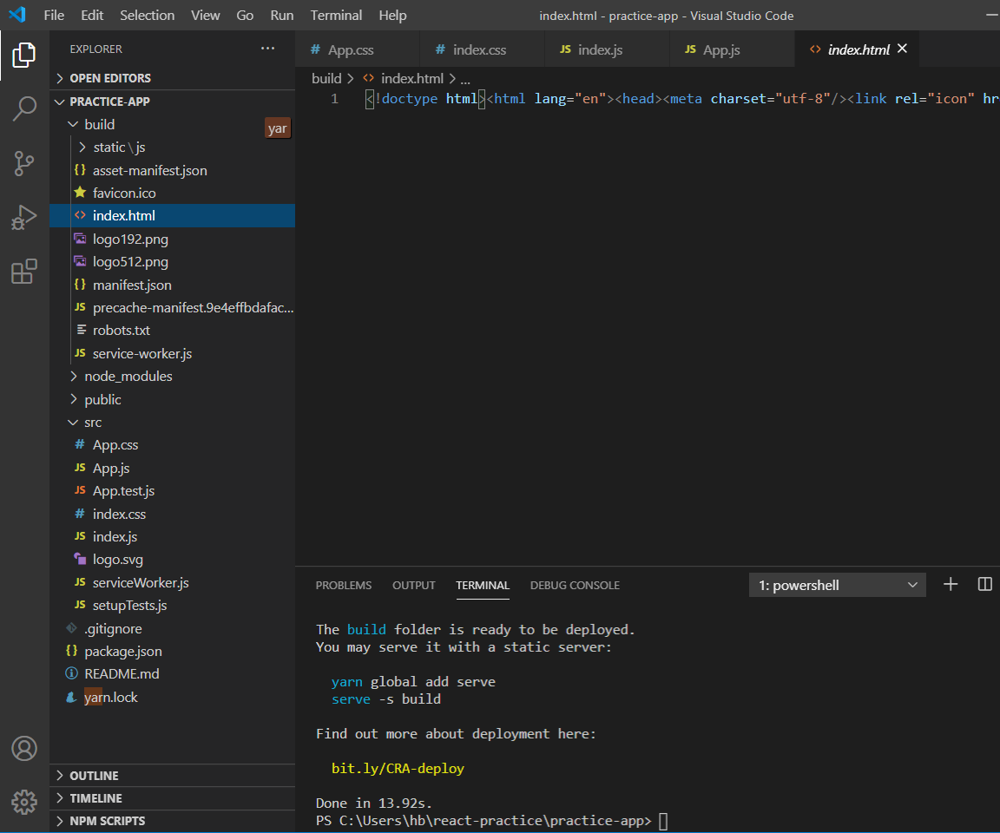 File Edit Selection View Go Run Terminal Help index.html - practice-app - Visual Studio Code
EXPLORER ...
OPEN EDITORS
PRACTICE-APP
build
yar
static\js
asset-manifest.json
favicon.ico
index.html
logo192.png
logo512.png
manifest.json
precache-manifest.9e4effbdafac...
robots.txt
service-worker.js
node_modules
public
src
# App.css
JS App.js
JS App.test.js
# index.css
JS index.js
logo.svg
JS serviceWorker.js
JS setupTests.js
.gitignore
{} package.json
README.md
yarn.lock
OUTLINE
TIMELINE
NPM SCRIPTS
# App.css # index.css JS index.js JS App.js <> index.html ×
build > <> index.html > ...
1 <!doctype html><html lang="en"><head><meta charset="utf-8"/><link rel="icon" hr
PROBLEMS OUTPUT TERMINAL DEBUG CONSOLE 1: powershell
The build folder is ready to be deployed.
You may serve it with a static server:
yarn global add serve
serve -s build
Find out more about deployment here:
bit.ly/CRA-deploy
Done in 13.92s.
PS C:\Users\hb\react-practice\practice-app>